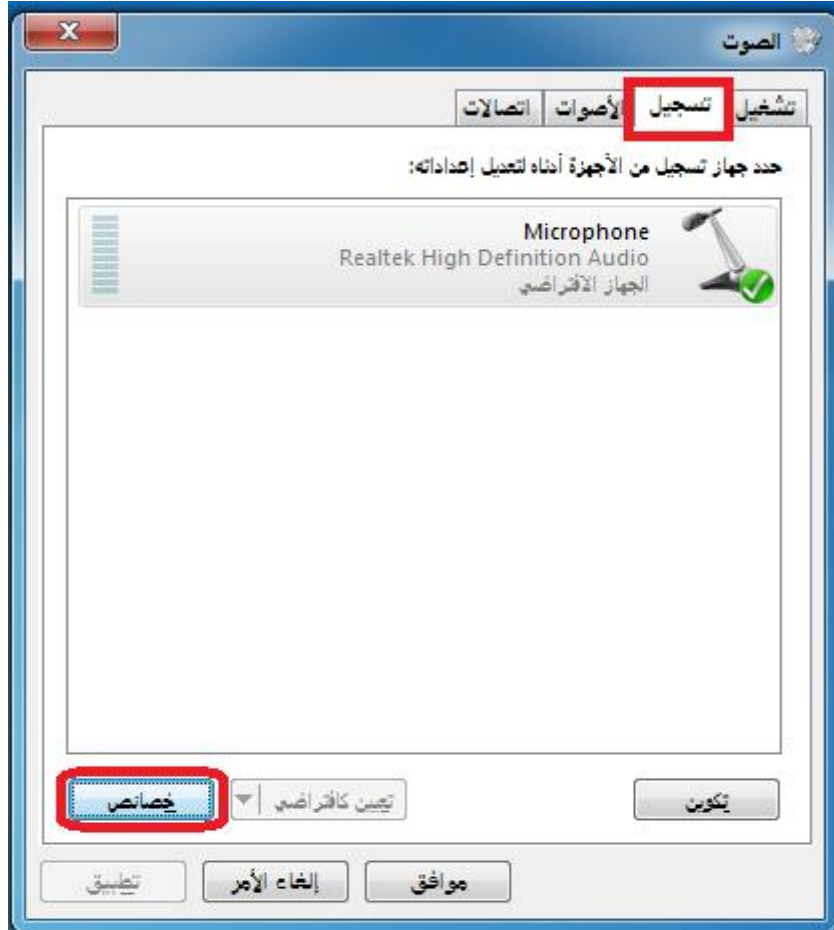 الصوت
تشغيل تسجيل الأصوات اتصالات
حدد جهاز تسجيل من الأجهزة أدناه لتعديل إعداداته:
Microphone
Realtek High Definition Audio
الجهاز الافتراضي
تكوين تعيين كافتراضي خصائص
موافق إلغاء الأمر تطبيق